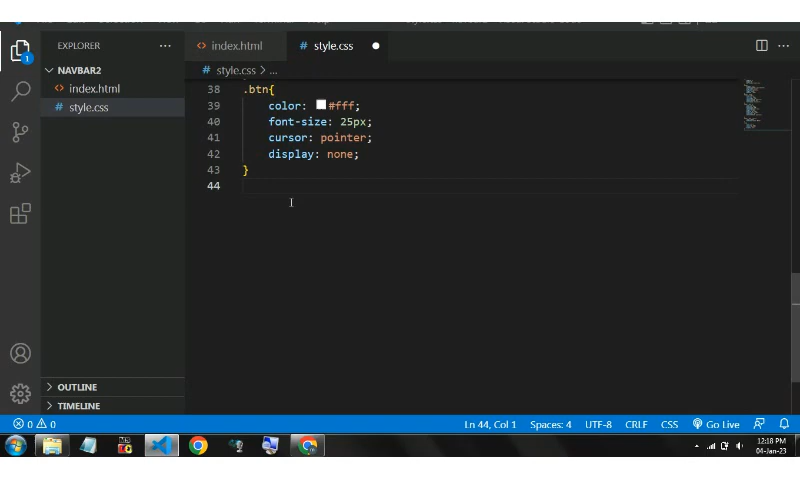 EXPLORER
index.html
style.css
NAVBAR2
style.css > ...
index.html
style.css
38 .btn{
39 color: #fff;
40 font-size: 25px;
41 cursor: pointer;
42 display: none;
43 }
44
OUTLINE
TIMELINE
0 0
Ln 44, Col 1
Spaces: 4
UTF-8
CRLF
CSS
Go Live
12:18 PM
04-Jan-23